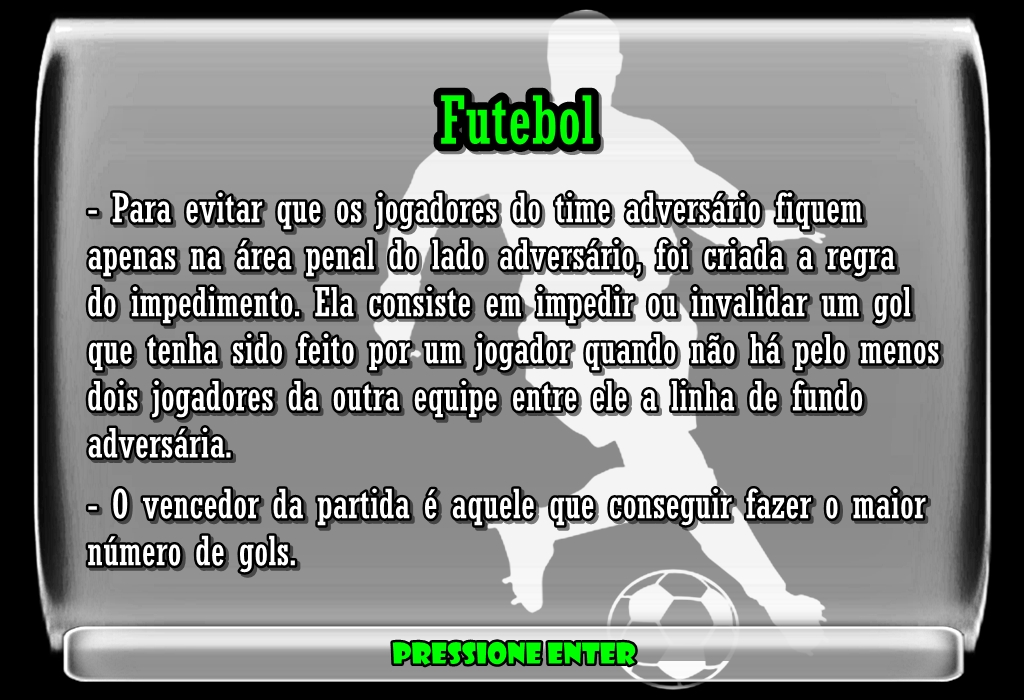 Futebol
- Para evitar que os jogadores do time adversário fiquem
apenas na área penal do lado adversário, foi criada a regra
do impedimento. Ela consiste em impedir ou invalidar um gol
que tenha sido feito por um jogador quando não há pelo menos
dois jogadores da outra equipe entre ele a linha de fundo
adversária.
- O vencedor da partida é aquele que conseguir fazer o maior
número de gols.
PRESSIONE ENTER